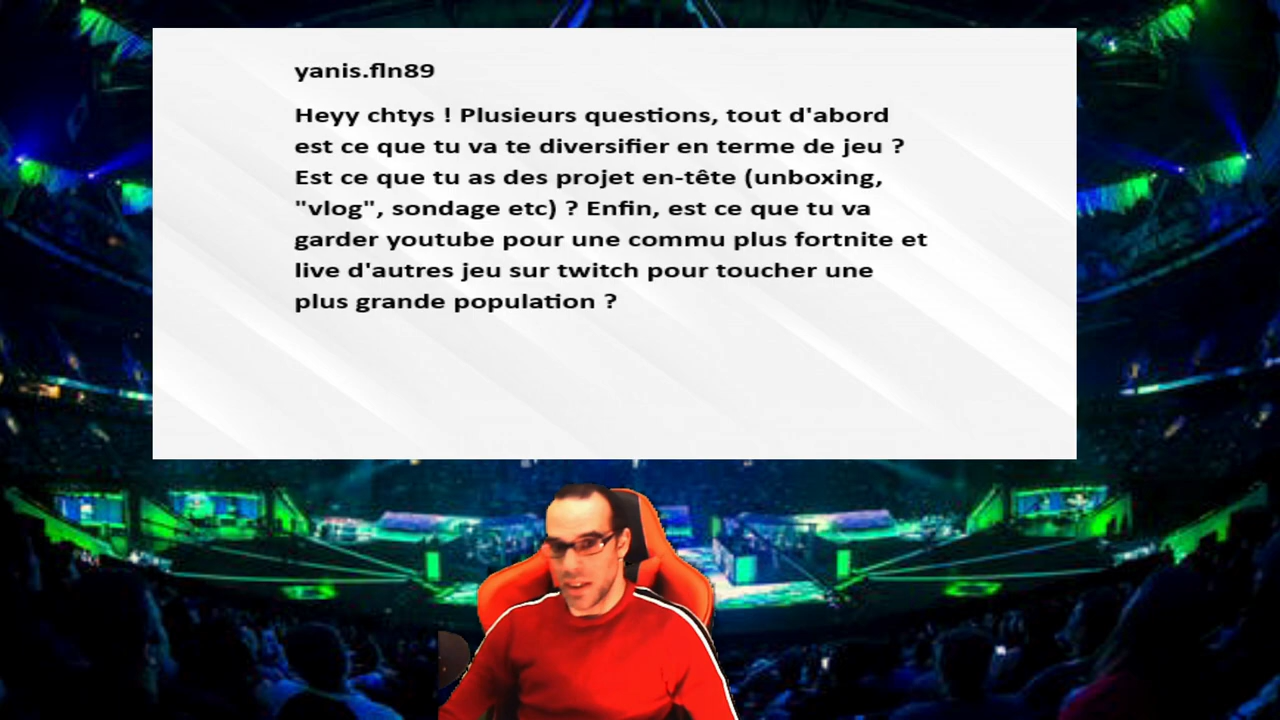 yanis.fln89
Heyy chtys ! Plusieurs questions, tout d'abord
est ce que tu va te diversifier en terme de jeu ?
Est ce que tu as des projet en-tête (unboxing,
"vlog", sondage etc) ? Enfin, est ce que tu va
garder youtube pour une commu plus fortnite et
live d'autres jeu sur twitch pour toucher une
plus grande population ?